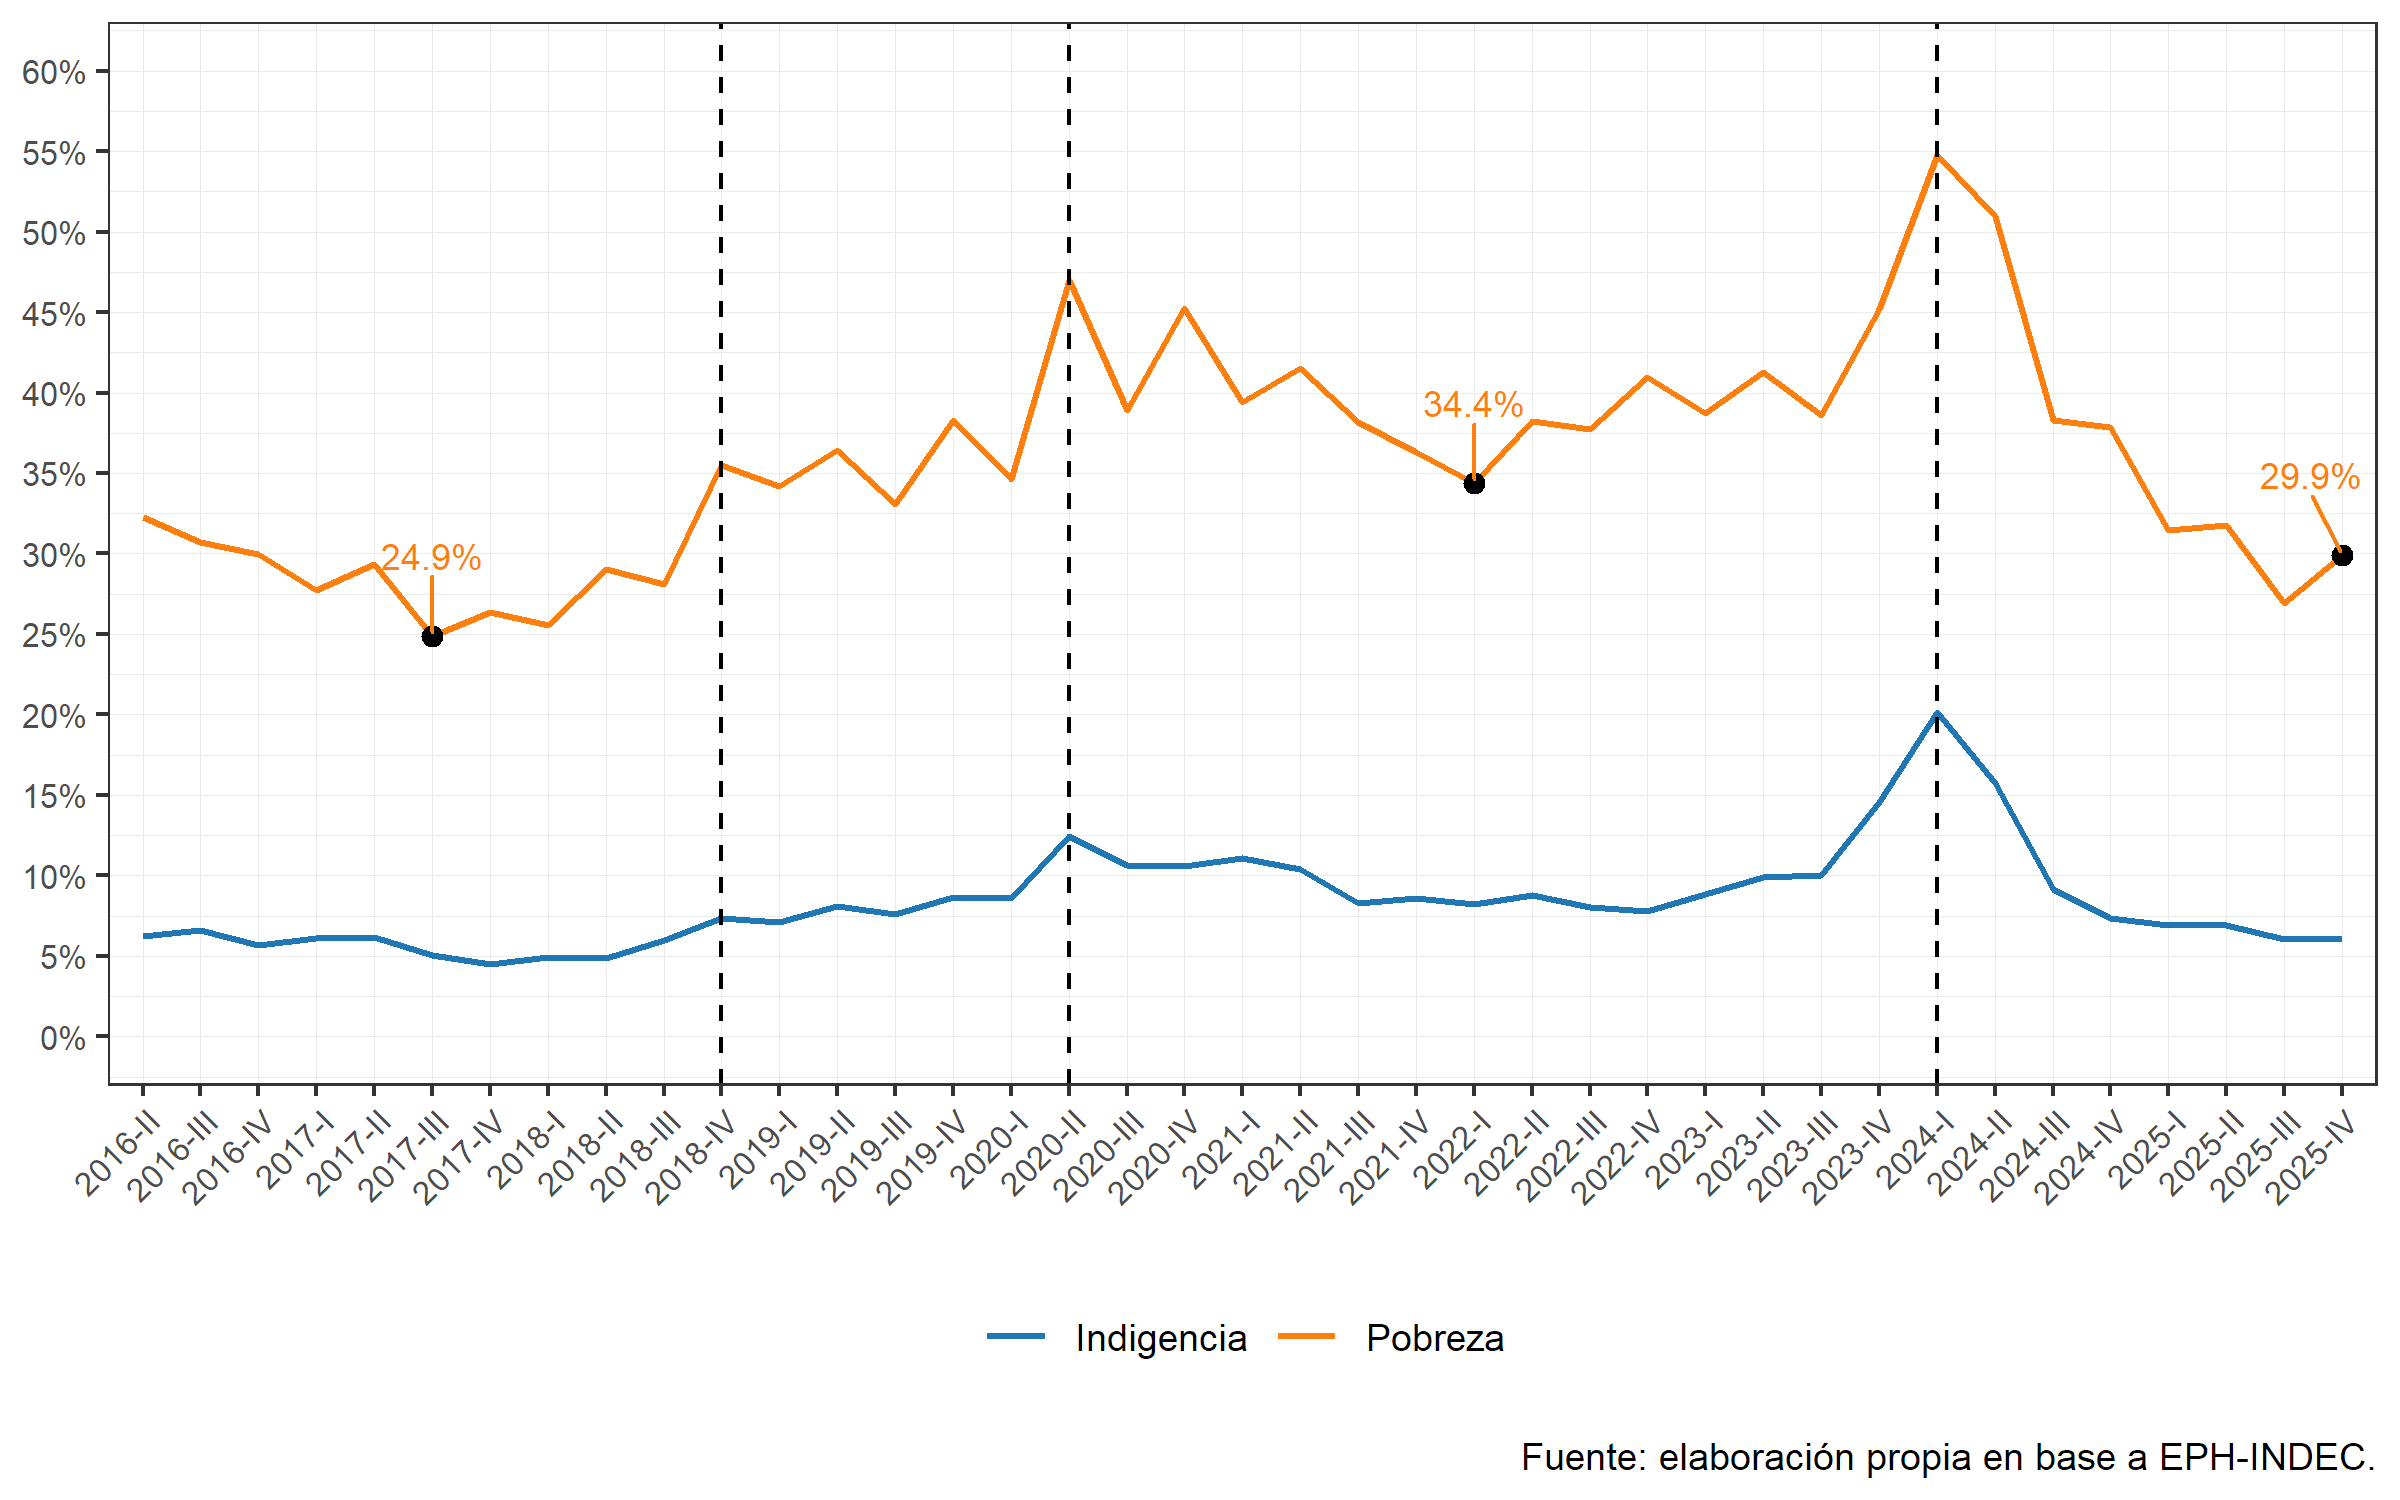 60%
55%
50%
45%
40%
35%
30%
25%
20%
15%
10%
5%
0%
24.9%
34.4%
29.9%
2016-II
2016-III
2016-IV
2017-I
2017-II
2017-III
2017-IV
2018-I
2018-II
2018-III
2018-IV
2019-I
2019-II
2019-III
2019-IV
2020-I
2020-II
2020-III
2020-IV
2021-I
2021-II
2021-III
2021-IV
2022-I
2022-II
2022-III
2022-IV
2023-I
2023-II
2023-III
2023-IV
2024-I
2024-II
2024-III
2024-IV
2025-I
2025-II
2025-III
2025-IV
Indigencia Pobreza
Fuente: elaboración propia en base a EPH-INDEC.